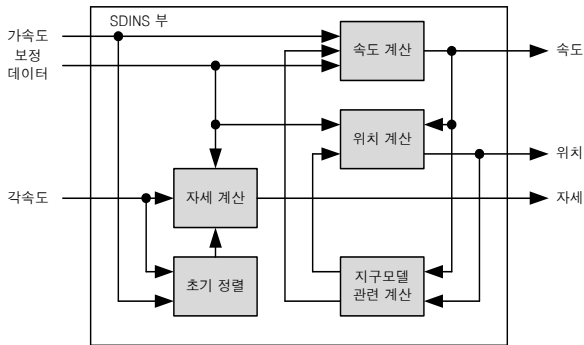 SDINS 부
가속도
보정
데이터
속도 계산
속도
위치 계산
위치
각속도
자세 계산
자세
초기 정렬
지구모델
관련 계산